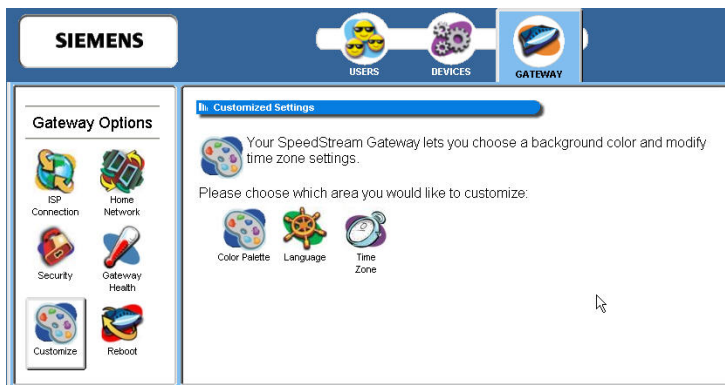 SIEMENS
USERS
DEVICES
GATEWAY
Gateway Options
ISP
Connection
Home
Network
Security
Gateway
Health
Customize
Reboot
Customized Settings
Your SpeedStream Gateway lets you choose a background color and modify
time zone settings.
Please choose which area you would like to customize:
Color Palette
Language
Time
Zone